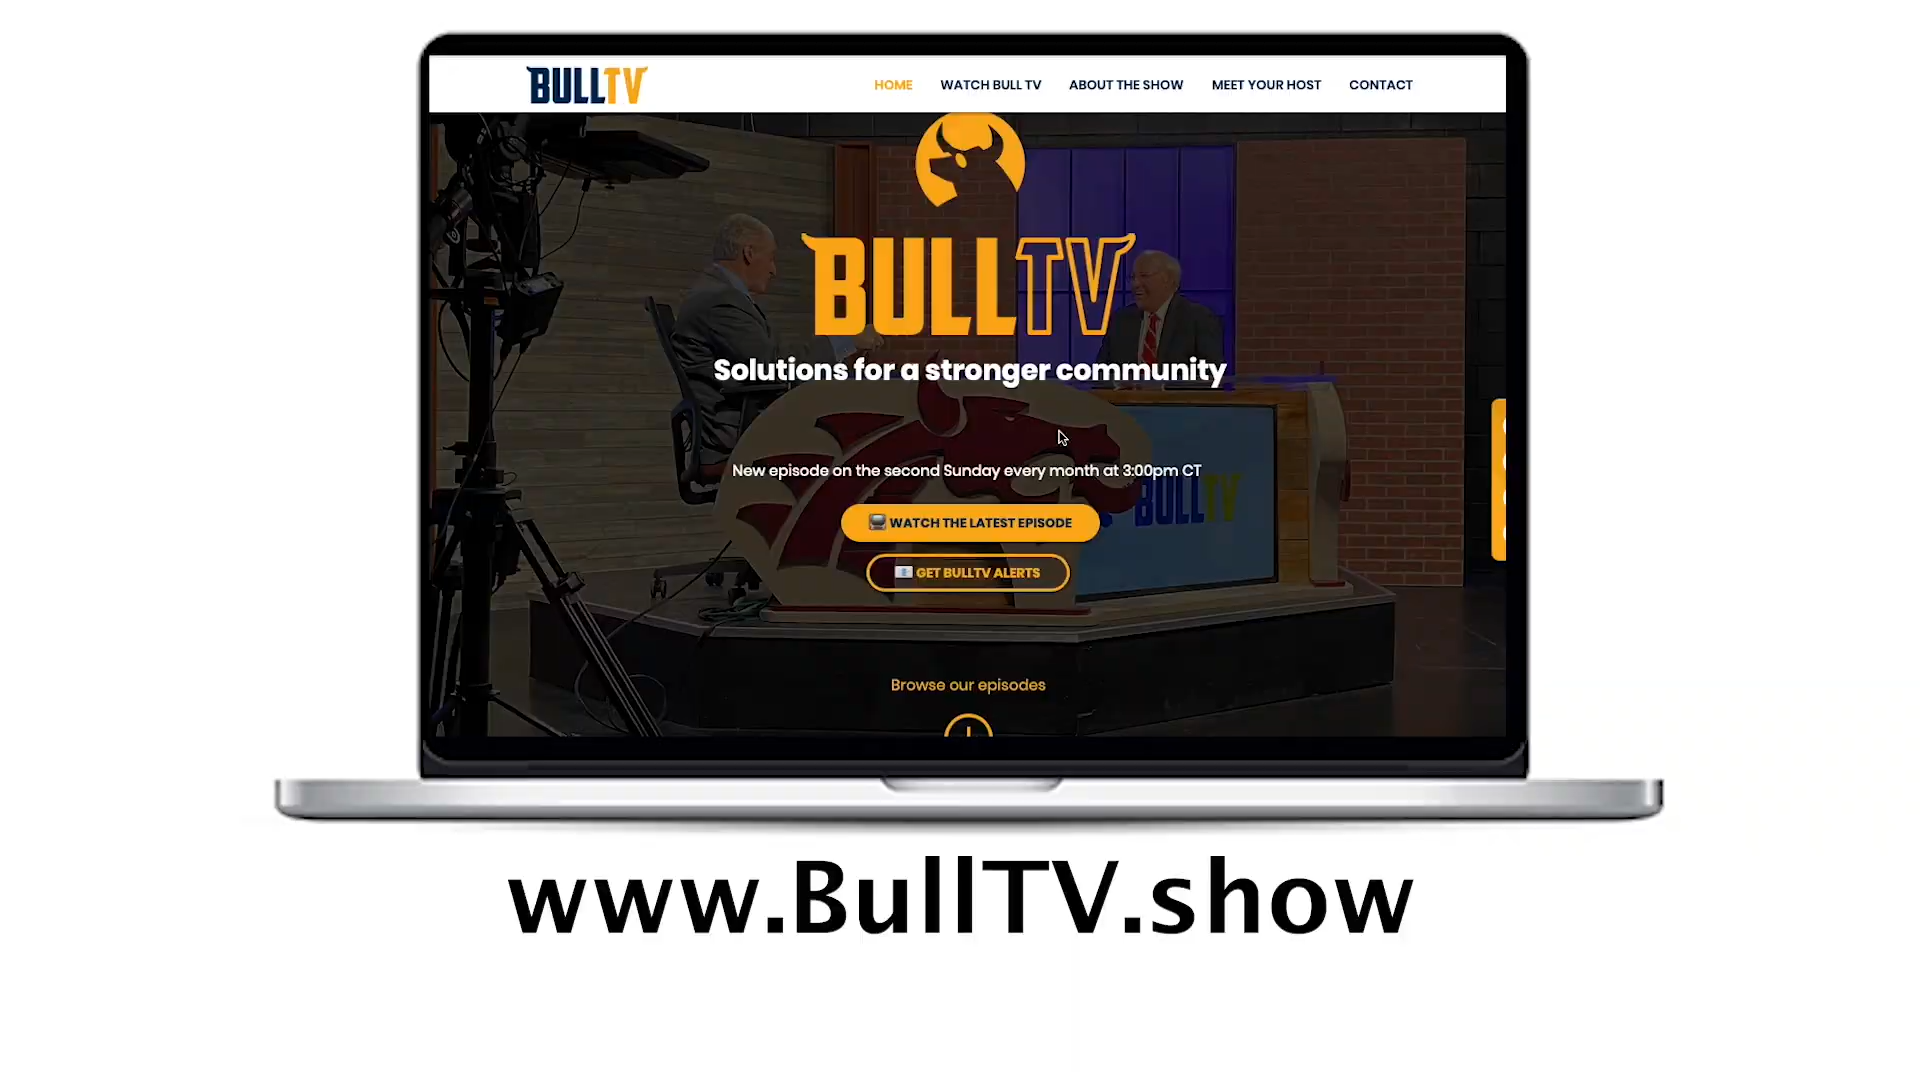 BULLTV
HOME WATCH BULL TV ABOUT THE SHOW MEET YOUR HOST CONTACT
BULLTV
Solutions for a stronger community
New episode on the second Sunday every month at 3:00pm CT
BULLTV
WATCH THE LATEST EPISODE
GET BULLTV ALERTS
Browse our episodes
www.BullTV.show